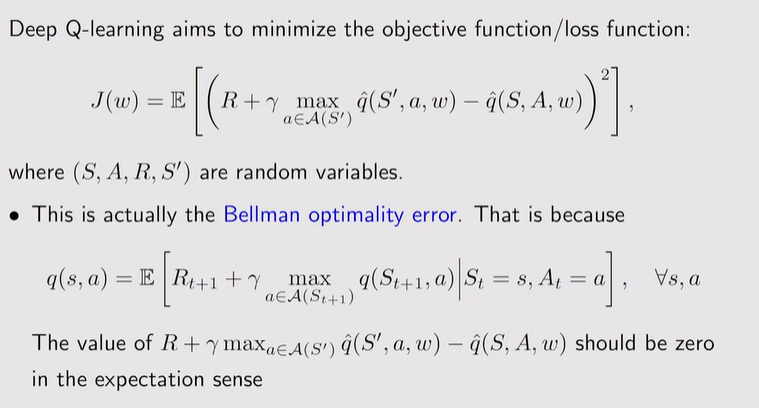 Deep Q-learning aims to minimize the objective function/loss function:
J(w) = 𝔼 [ ( R + γ max_{a∈𝒜(S′)} q̂(S′, a, w) − q̂(S, A, w) )² ] ,
where (S, A, R, S′) are random variables.
• This is actually the Bellman optimality error. That is because
q(s, a) = 𝔼 [ R_{t+1} + γ max_{a∈𝒜(S_{t+1})} q(S_{t+1}, a) | S_t = s, A_t = a ] , ∀s, a
The value of R + γ max_{a∈𝒜(S′)} q̂(S′, a, w) − q̂(S, A, w) should be zero
in the expectation sense